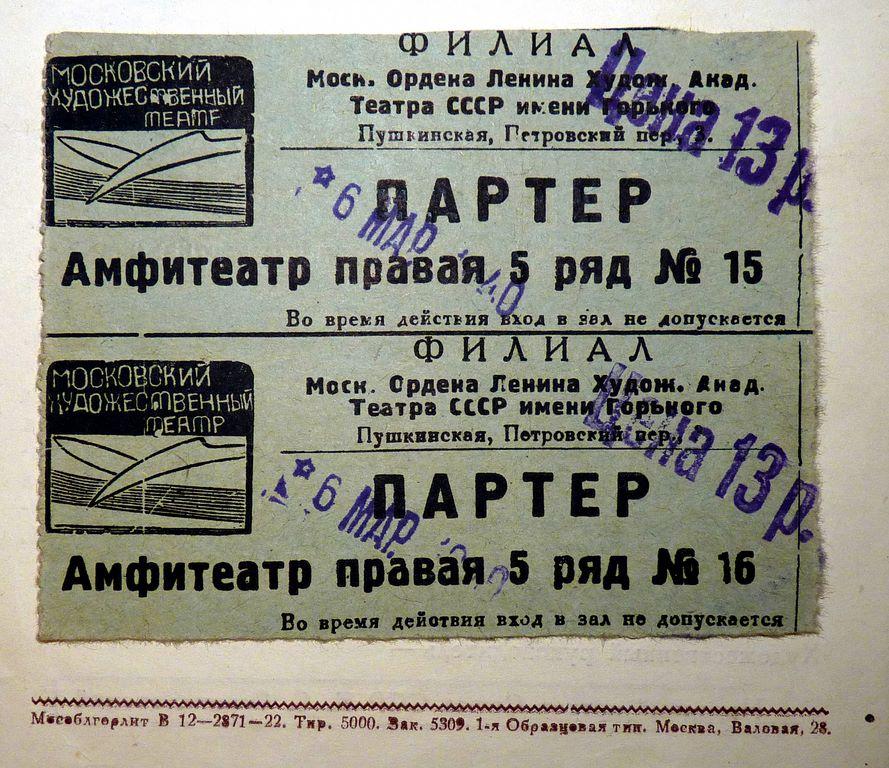 ФИЛИАЛ
МОСКОВСКИЙ
ХУДОЖЕСТВЕННЫЙ
ТЕАТР
Моск. Ордена Ленина Худож. Акад.
Театра СССР имени Горького
Пушкинская, Петровский пер., 3.
Цена 13 р.
6 МАР. 40
ПАРТЕР
Амфитеатр правая 5 ряд № 15
Во время действия вход в зал не допускается
ФИЛИАЛ
МОСКОВСКИЙ
ХУДОЖЕСТВЕННЫЙ
ТЕАТР
Моск. Ордена Ленина Худож. Акад.
Театра СССР имени Горького
Пушкинская, Петровский пер.,
Цена 13 р.
6 МАР.
ПАРТЕР
Амфитеатр правая 5 ряд № 16
Во время действия вход в зал не допускается
Мособлгорлит В 12—2871—22. Тир. 5000. Зак. 5309. 1-я Образцовая тип. Москва, Валовая, 28.